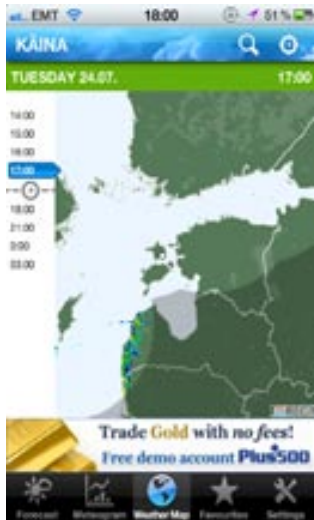 EMT 18:00 51 %
KÄINA
TUESDAY 24.07. 17:00
14:00
15:00
16:00
17:00
18:00
21:00
0:00
03:00
Trade Gold with no fees!
Free demo account Plus500
Forecast Meteogram Weather Map Favourites Settings